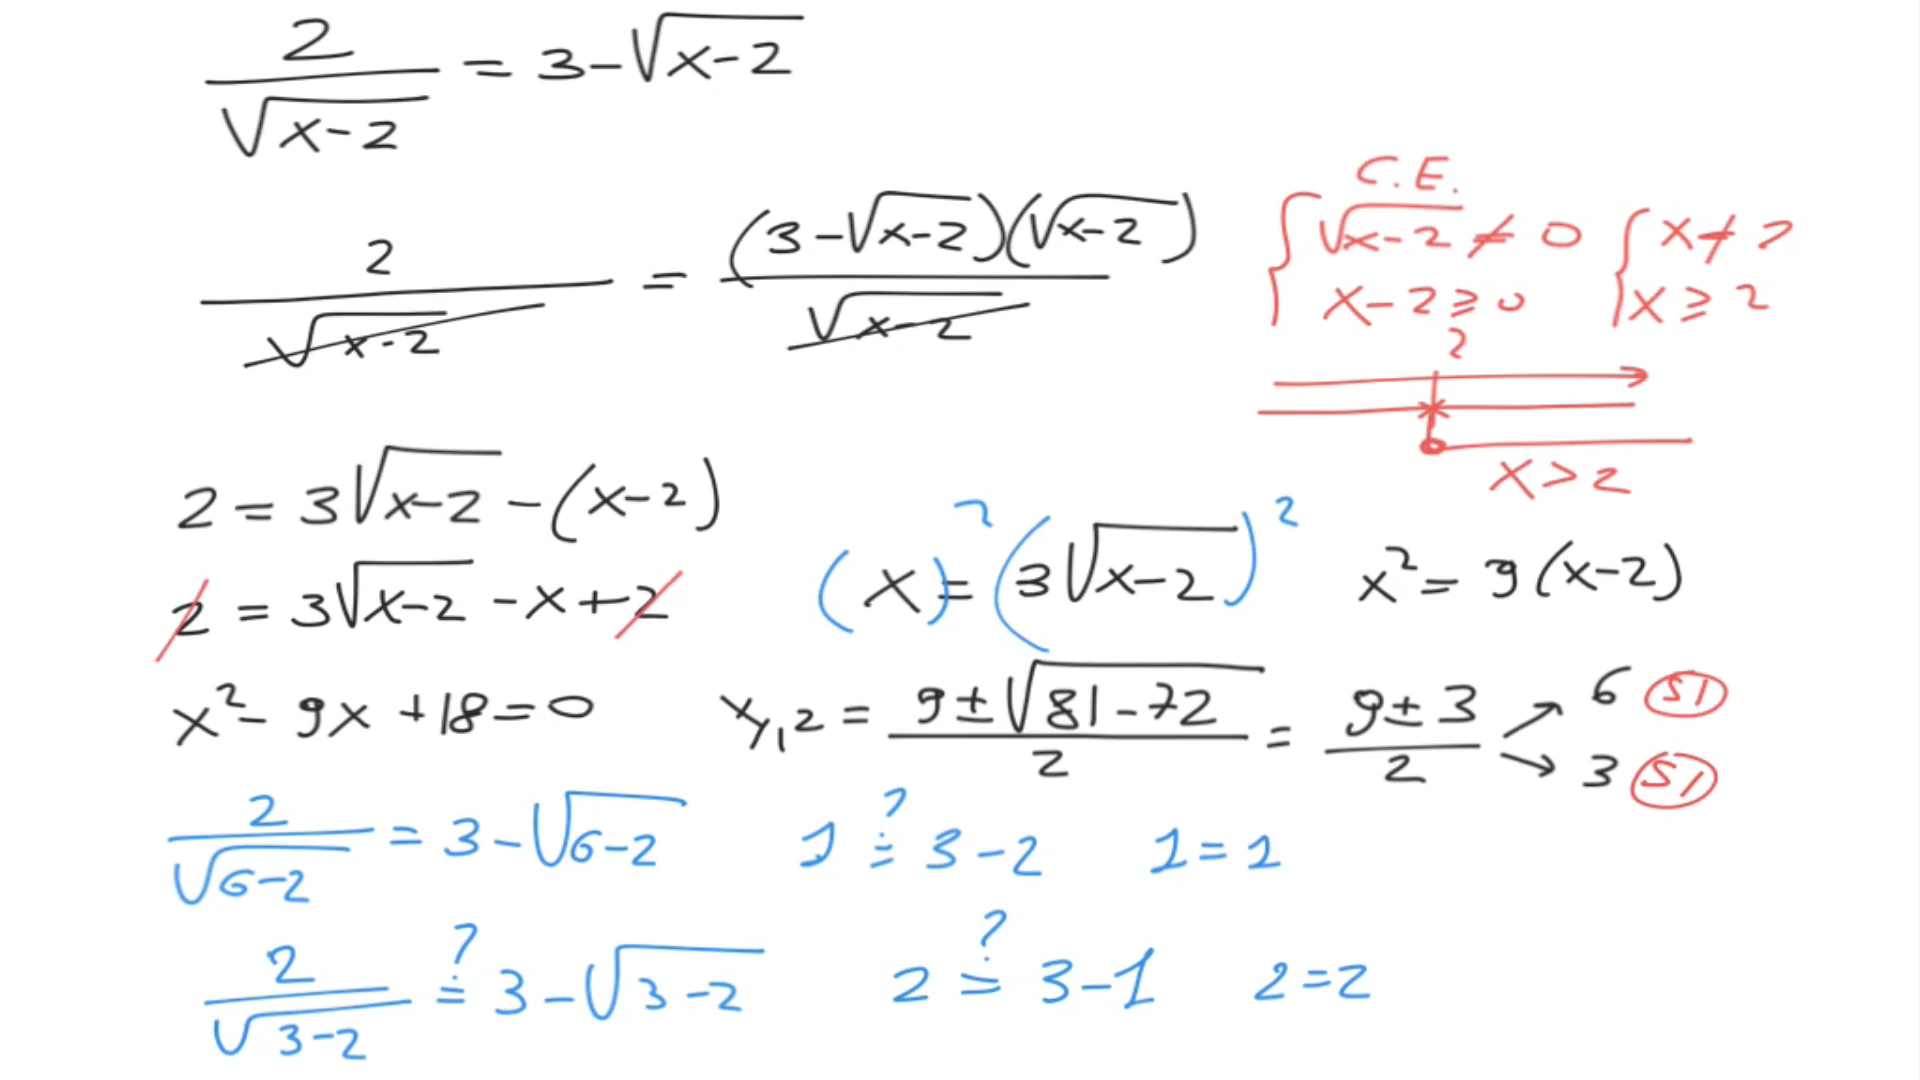 2/√(x-2) = 3-√(x-2)
C.E.
2/√(x-2) = (3-√(x-2))(√(x-2))/√(x-2)
{ √(x-2) ≠ 0 { x ≠ 2
x-2 ≥ 0 x ≥ 2
2
x > 2
2 = 3√(x-2) - (x-2)
2 = 3√(x-2) - x + 2 (x)² = (3√(x-2))² x² = 9(x-2)
x² - 9x + 18 = 0 x₁,₂ = (9 ± √(81-72))/2 = (9 ± 3)/2 ↗ 6 SI
↘ 3 SI
2/√(6-2) = 3-√(6-2) 1 ≟ 3-2 1 = 1
2/√(3-2) ≟ 3-√(3-2) 2 ≟ 3-1 2 = 2